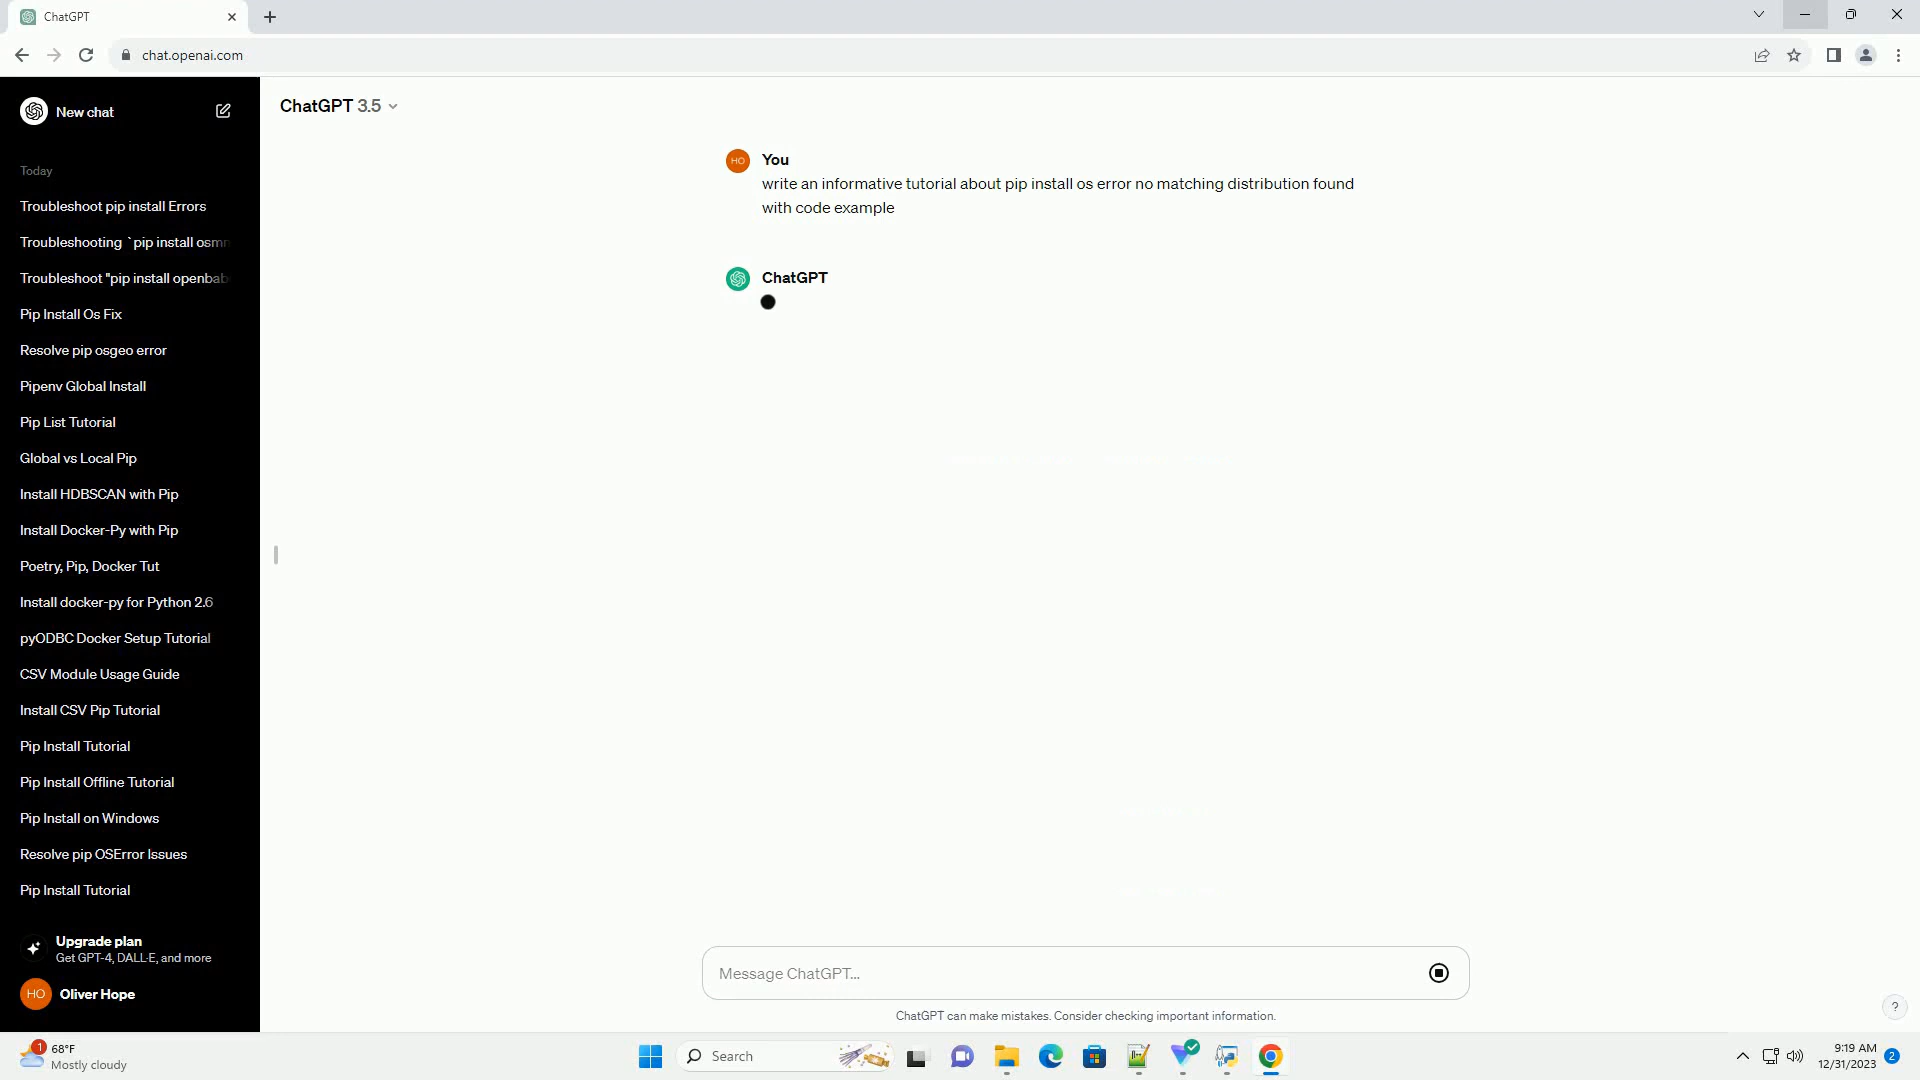 ChatGPT
chat.openai.com
New chat
Today
Troubleshoot pip install Errors
Troubleshooting `pip install osmn
Troubleshoot "pip install openbab
Pip Install Os Fix
Resolve pip osgeo error
Pipenv Global Install
Pip List Tutorial
Global vs Local Pip
Install HDBSCAN with Pip
Install Docker-Py with Pip
Poetry, Pip, Docker Tut
Install docker-py for Python 2.6
pyODBC Docker Setup Tutorial
CSV Module Usage Guide
Install CSV Pip Tutorial
Pip Install Tutorial
Pip Install Offline Tutorial
Pip Install on Windows
Resolve pip OSError Issues
Pip Install Tutorial
Upgrade plan
Get GPT-4, DALL·E, and more
HO Oliver Hope
ChatGPT 3.5
HO You
write an informative tutorial about pip install os error no matching distribution found
with code example
ChatGPT
Message ChatGPT...
ChatGPT can make mistakes. Consider checking important information.
?
1
68°F
Mostly cloudy
Search
9:19 AM
12/31/2023
2